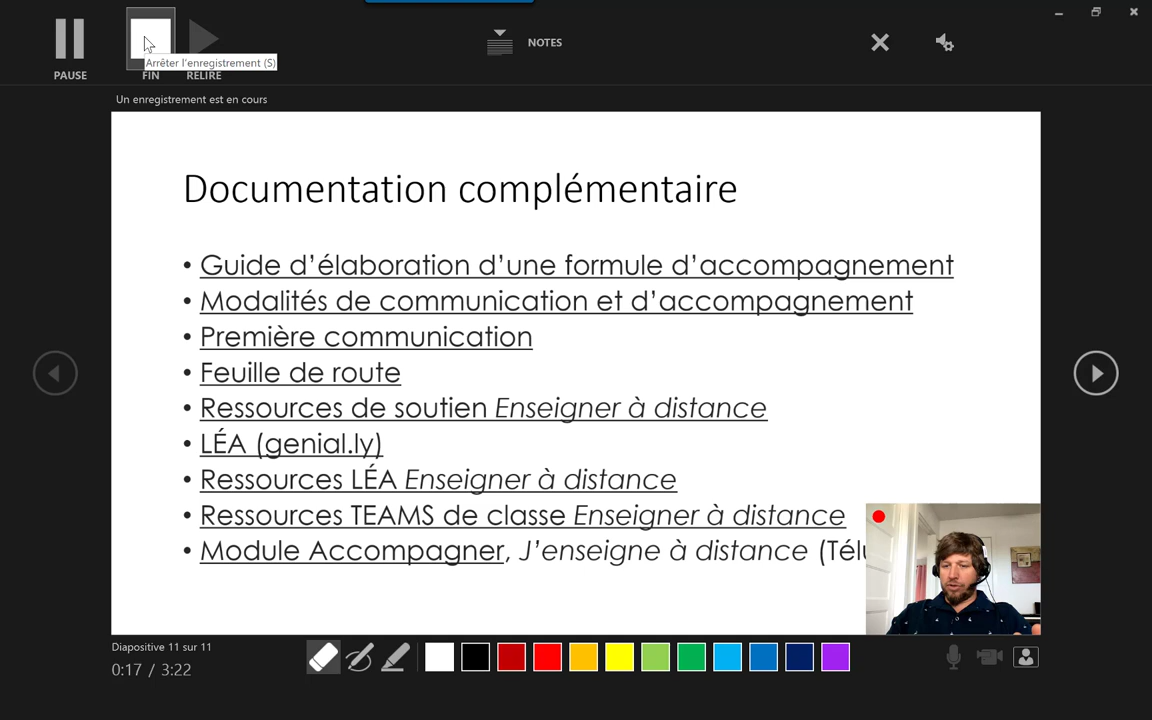 NOTES
Arrêter l'enregistrement (S)
PAUSE
FIN
RELIRE
Un enregistrement est en cours
Documentation complémentaire
• Guide d'élaboration d'une formule d'accompagnement
• Modalités de communication et d'accompagnement
• Première communication
• Feuille de route
• Ressources de soutien Enseigner à distance
• LÉA (genial.ly)
• Ressources LÉA Enseigner à distance
• Ressources TEAMS de classe Enseigner à distance
• Module Accompagner, J'enseigne à distance
Diapositive 11 sur 11
0:17 / 3:22